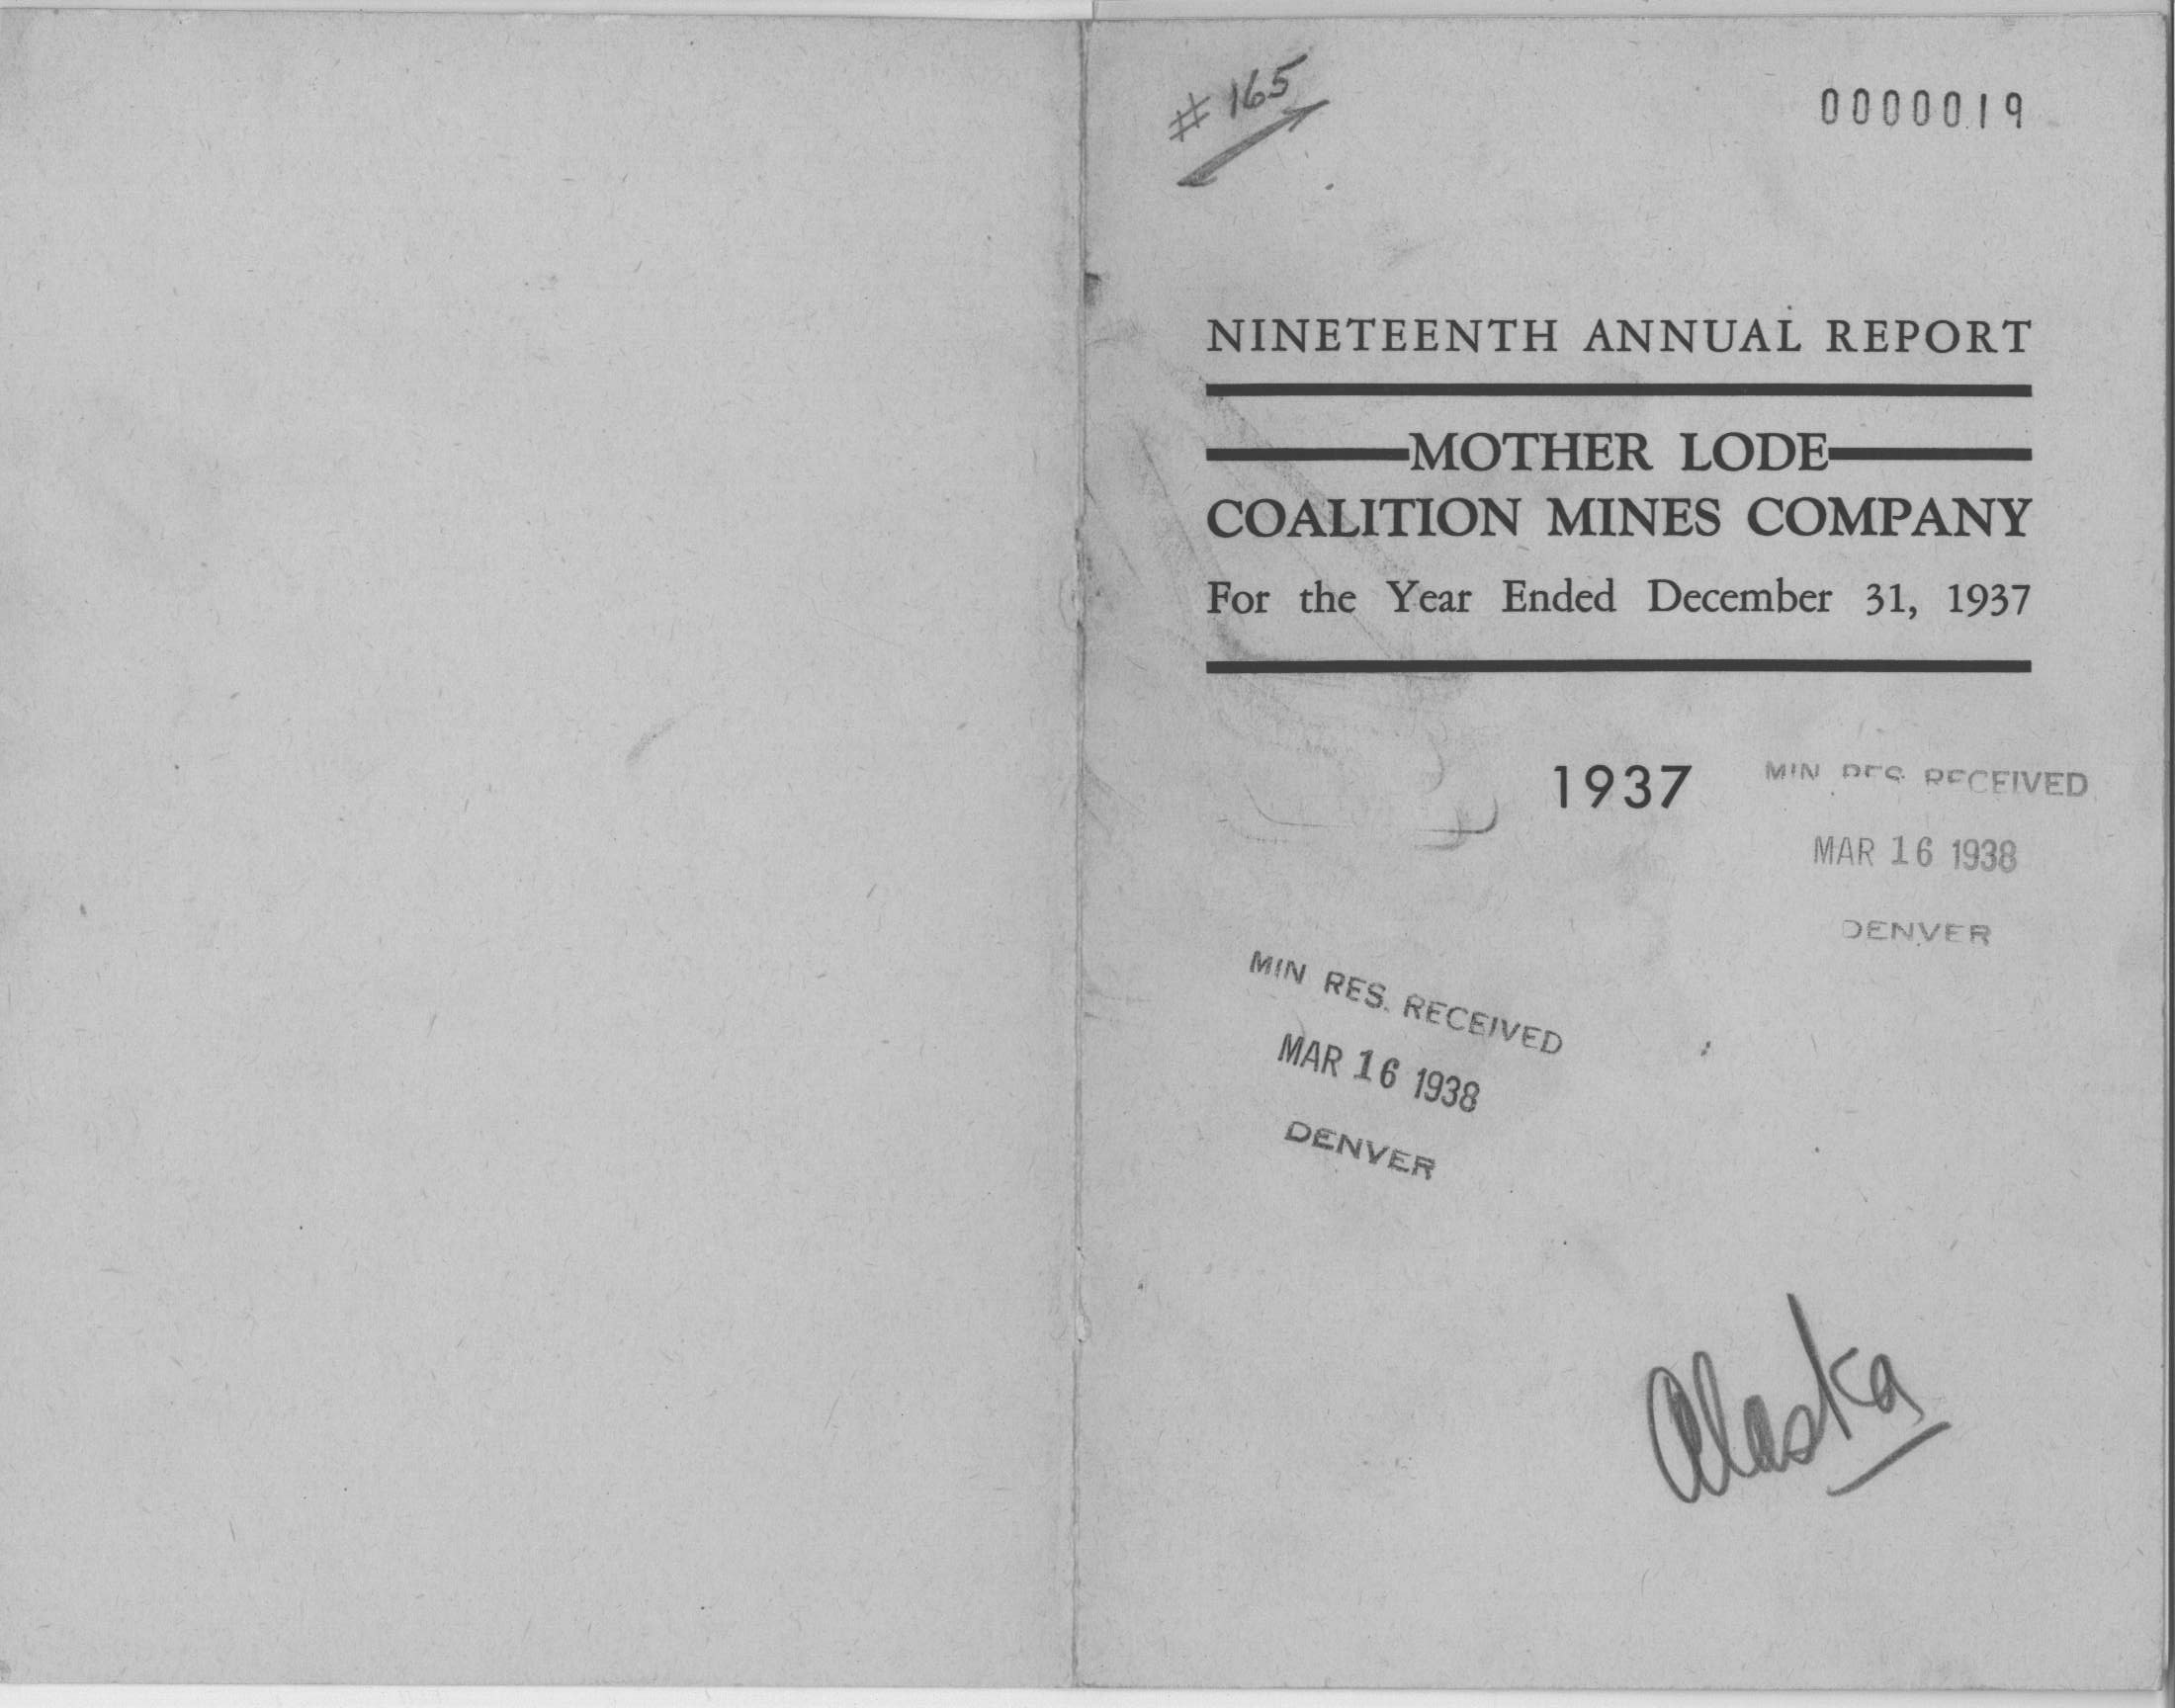 # 165
0000019
NINETEENTH ANNUAL REPORT
MOTHER LODE
COALITION MINES COMPANY
For the Year Ended December 31, 1937
1937
MIN RES. RECEIVED
MAR 16 1938
DENVER
MIN RES. RECEIVED
MAR 16 1938
DENVER
Alaska